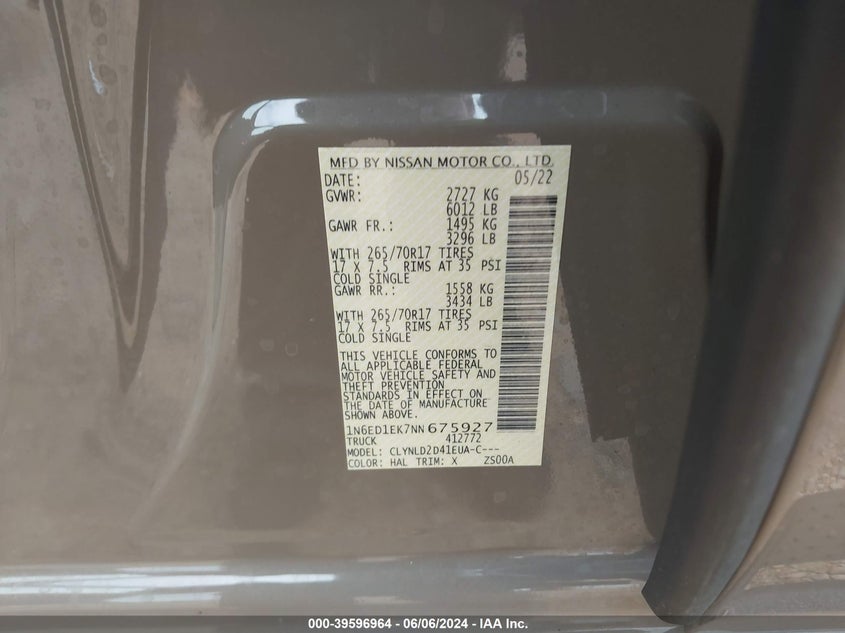 MFD BY NISSAN MOTOR CO., LTD.
DATE: 05/22
GVWR: 2727 KG
6012 LB
GAWR FR.: 1495 KG
3296 LB
WITH 265/70R17 TIRES
17 X 7.5 RIMS AT 35 PSI
COLD SINGLE
GAWR RR.: 1558 KG
3434 LB
WITH 265/70R17 TIRES
17 X 7.5 RIMS AT 35 PSI
COLD SINGLE
THIS VEHICLE CONFORMS TO
ALL APPLICABLE FEDERAL
MOTOR VEHICLE SAFETY AND
THEFT PREVENTION
STANDARDS IN EFFECT ON
THE DATE OF MANUFACTURE
SHOWN ABOVE.
1N6ED1EK7NN675927
TRUCK 412772
MODEL: CLYNLD2D41EUA-C---
COLOR: HAL TRIM: X ZS00A
000-39596964 - 06/06/2024 - IAA Inc.